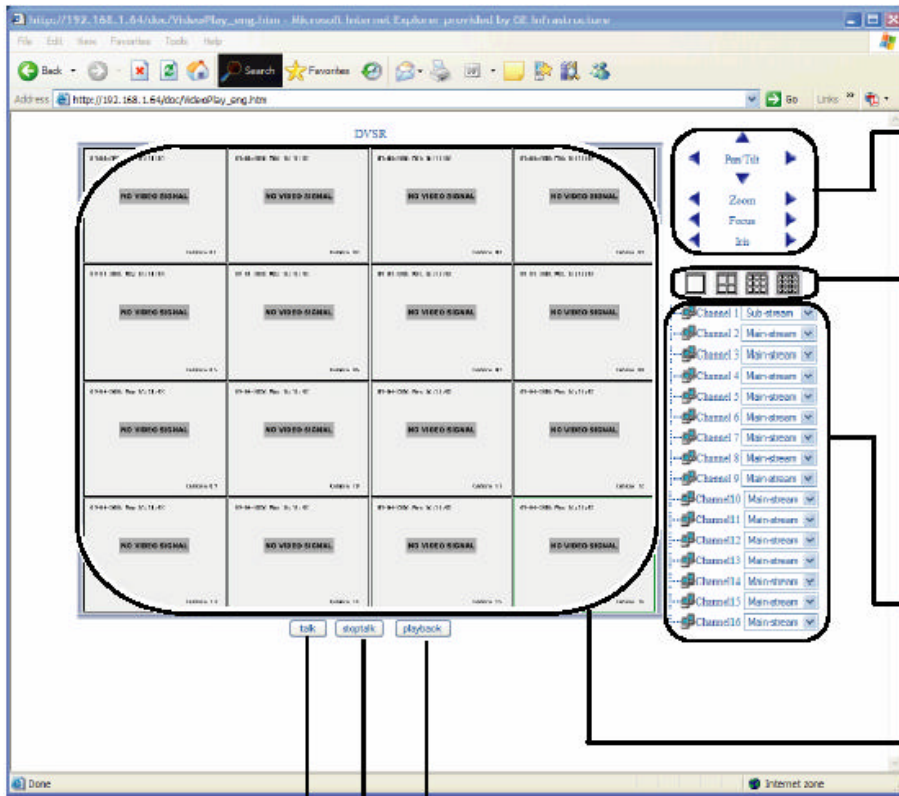 http://192.168.1.64/doc/VideoPlay_eng.htm - Microsoft Internet Explorer provided by GE Infrastructure
File Edit View Favorites Tools Help
Back Search Favorites
Address http://192.168.1.64/doc/VideoPlay_eng.htm Go Links
DVSR
NO VIDEO SIGNAL NO VIDEO SIGNAL NO VIDEO SIGNAL NO VIDEO SIGNAL
NO VIDEO SIGNAL NO VIDEO SIGNAL NO VIDEO SIGNAL NO VIDEO SIGNAL
NO VIDEO SIGNAL NO VIDEO SIGNAL NO VIDEO SIGNAL NO VIDEO SIGNAL
NO VIDEO SIGNAL NO VIDEO SIGNAL NO VIDEO SIGNAL NO VIDEO SIGNAL
talk stoptalk playback
Pan/Tilt
Zoom
Focus
Iris
Channel 1 Sub-stream
Channel 2 Main-stream
Channel 3 Main-stream
Channel 4 Main-stream
Channel 5 Main-stream
Channel 6 Main-stream
Channel 7 Main-stream
Channel 8 Main-stream
Channel 9 Main-stream
Channel10 Main-stream
Channel11 Main-stream
Channel12 Main-stream
Channel13 Main-stream
Channel14 Main-stream
Channel15 Main-stream
Channel16 Main-stream
Done Internet zone